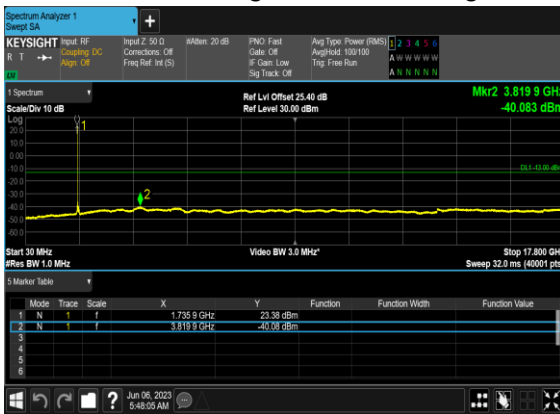 Spectrum Analyzer 1
Swept SA
KEYSIGHT Input: RF Input Z: 50 Ω #Atten: 20 dB PNO: Fast Avg Type: Power (RMS) 1 2 3 4 5 6
R T Coupling: DC Corrections: Off Gate: Off Avg|Hold: 100/100 A W W W W W
Align: Off Freq Ref: Int (S) IF Gain: Low Trig: Free Run
Sig Track: Off A N N N N N
LV
1 Spectrum Ref Lvl Offset 25.40 dB Mkr2 3.819 9 GHz
Scale/Div 10 dB Ref Level 30.00 dBm -40.083 dBm
Log
20.0 1
10.0
0.00
-10.0 DL1 -13.00 dBm
-20.0
-30.0 2
-40.0
-50.0
-60.0
Start 30 MHz Video BW 3.0 MHz* Stop 17.800 GHz
#Res BW 1.0 MHz Sweep 32.0 ms (40001 pts
5 Marker Table
Mode Trace Scale X Y Function Function Width Function Value
1 N 1 f 1.735 9 GHz 23.38 dBm
2 N 1 f 3.819 9 GHz -40.08 dBm
3
4
5
6
? Jun 06, 2023
5:48:05 AM